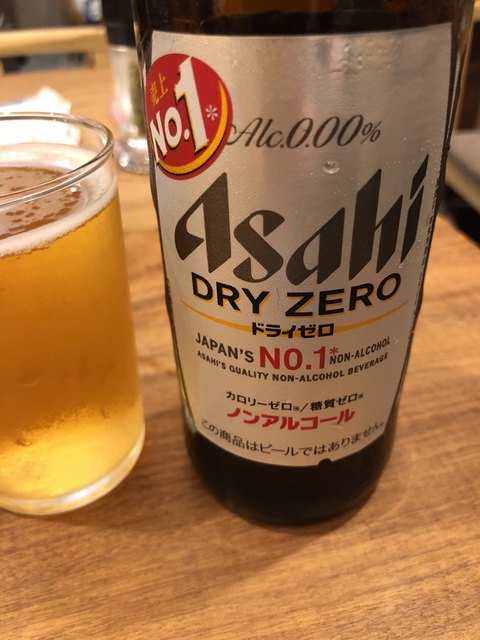 売上
No.1*
Alc.0.00%
Asahi
DRY ZERO
ドライゼロ
JAPAN'S NO.1* NON-ALCOHOL
ASAHI'S QUALITY NON-ALCOHOL BEVERAGE
カロリーゼロ※/糖質ゼロ※
ノンアルコール
この商品はビールではありません。